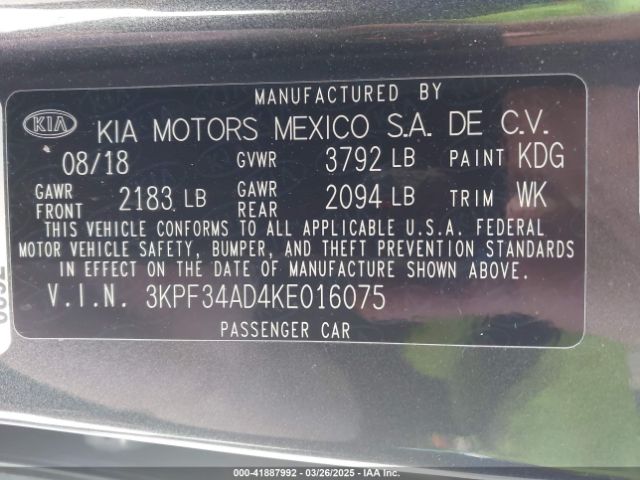 MANUFACTURED BY
KIA KIA MOTORS MEXICO S.A. DE C.V.
08/18 GVWR 3792 LB PAINT KDG
GAWR FRONT 2183 LB GAWR REAR 2094 LB TRIM WK
THIS VEHICLE CONFORMS TO ALL APPLICABLE U.S.A. FEDERAL
MOTOR VEHICLE SAFETY, BUMPER, AND THEFT PREVENTION STANDARDS
IN EFFECT ON THE DATE OF MANUFACTURE SHOWN ABOVE.
V.I.N. 3KPF34AD4KE016075
PASSENGER CAR
000-41887992 — 03/26/2025 — IAA Inc.